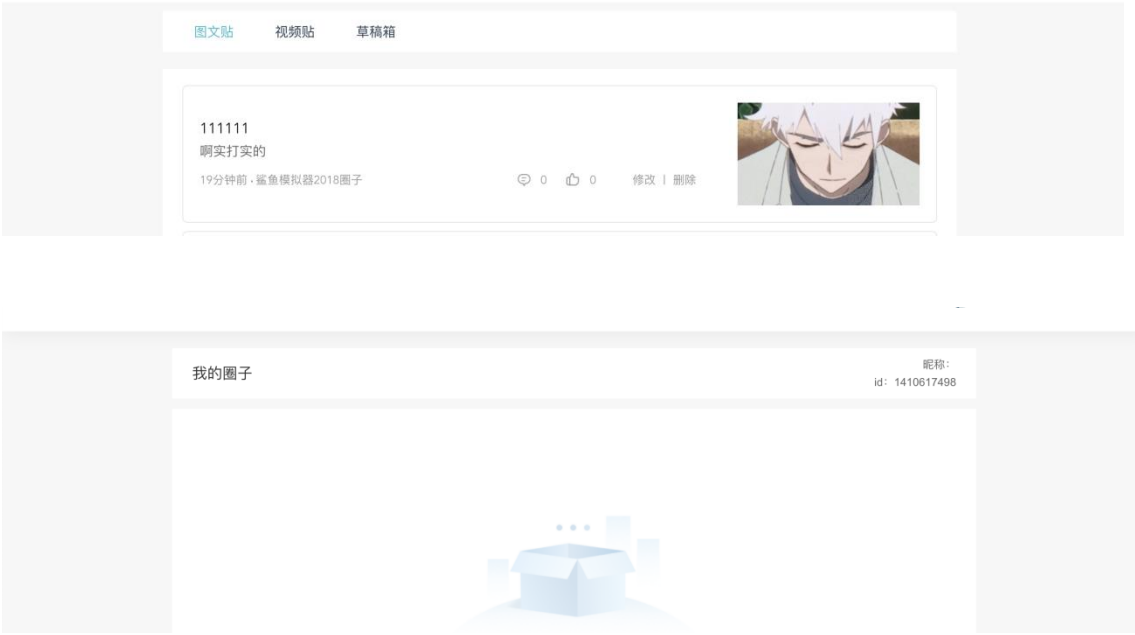 图文贴 视频贴 草稿箱
111111
啊实打实的
19分钟前 · 鲨鱼模拟器2018圈子 0 0 修改 | 删除
我的圈子
昵称:
id: 1410617498